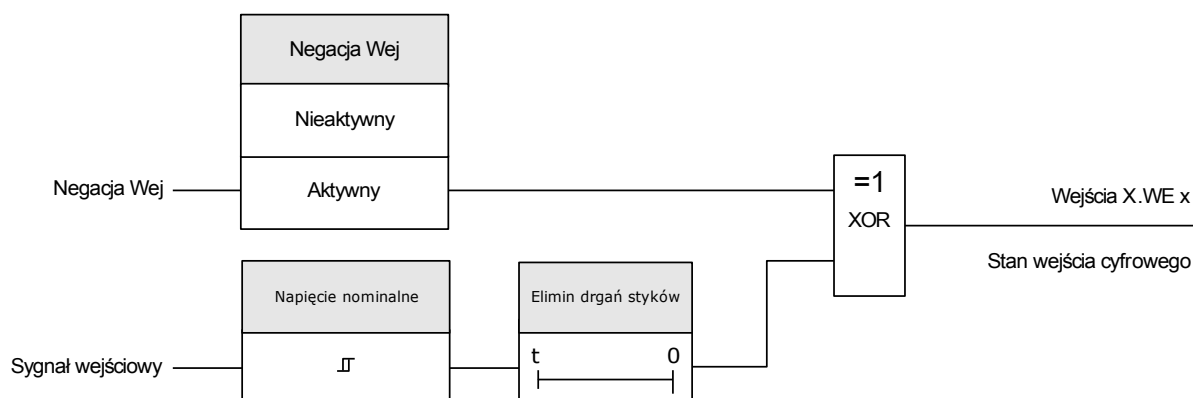 Negacja Wej
Nieaktywny
Negacja Wej
Aktywny
=1
XOR
Wejścia X.WE x
Stan wejścia cyfrowego
Napięcie nominalne
Elimin drgań styków
Sygnał wejściowy
t
0